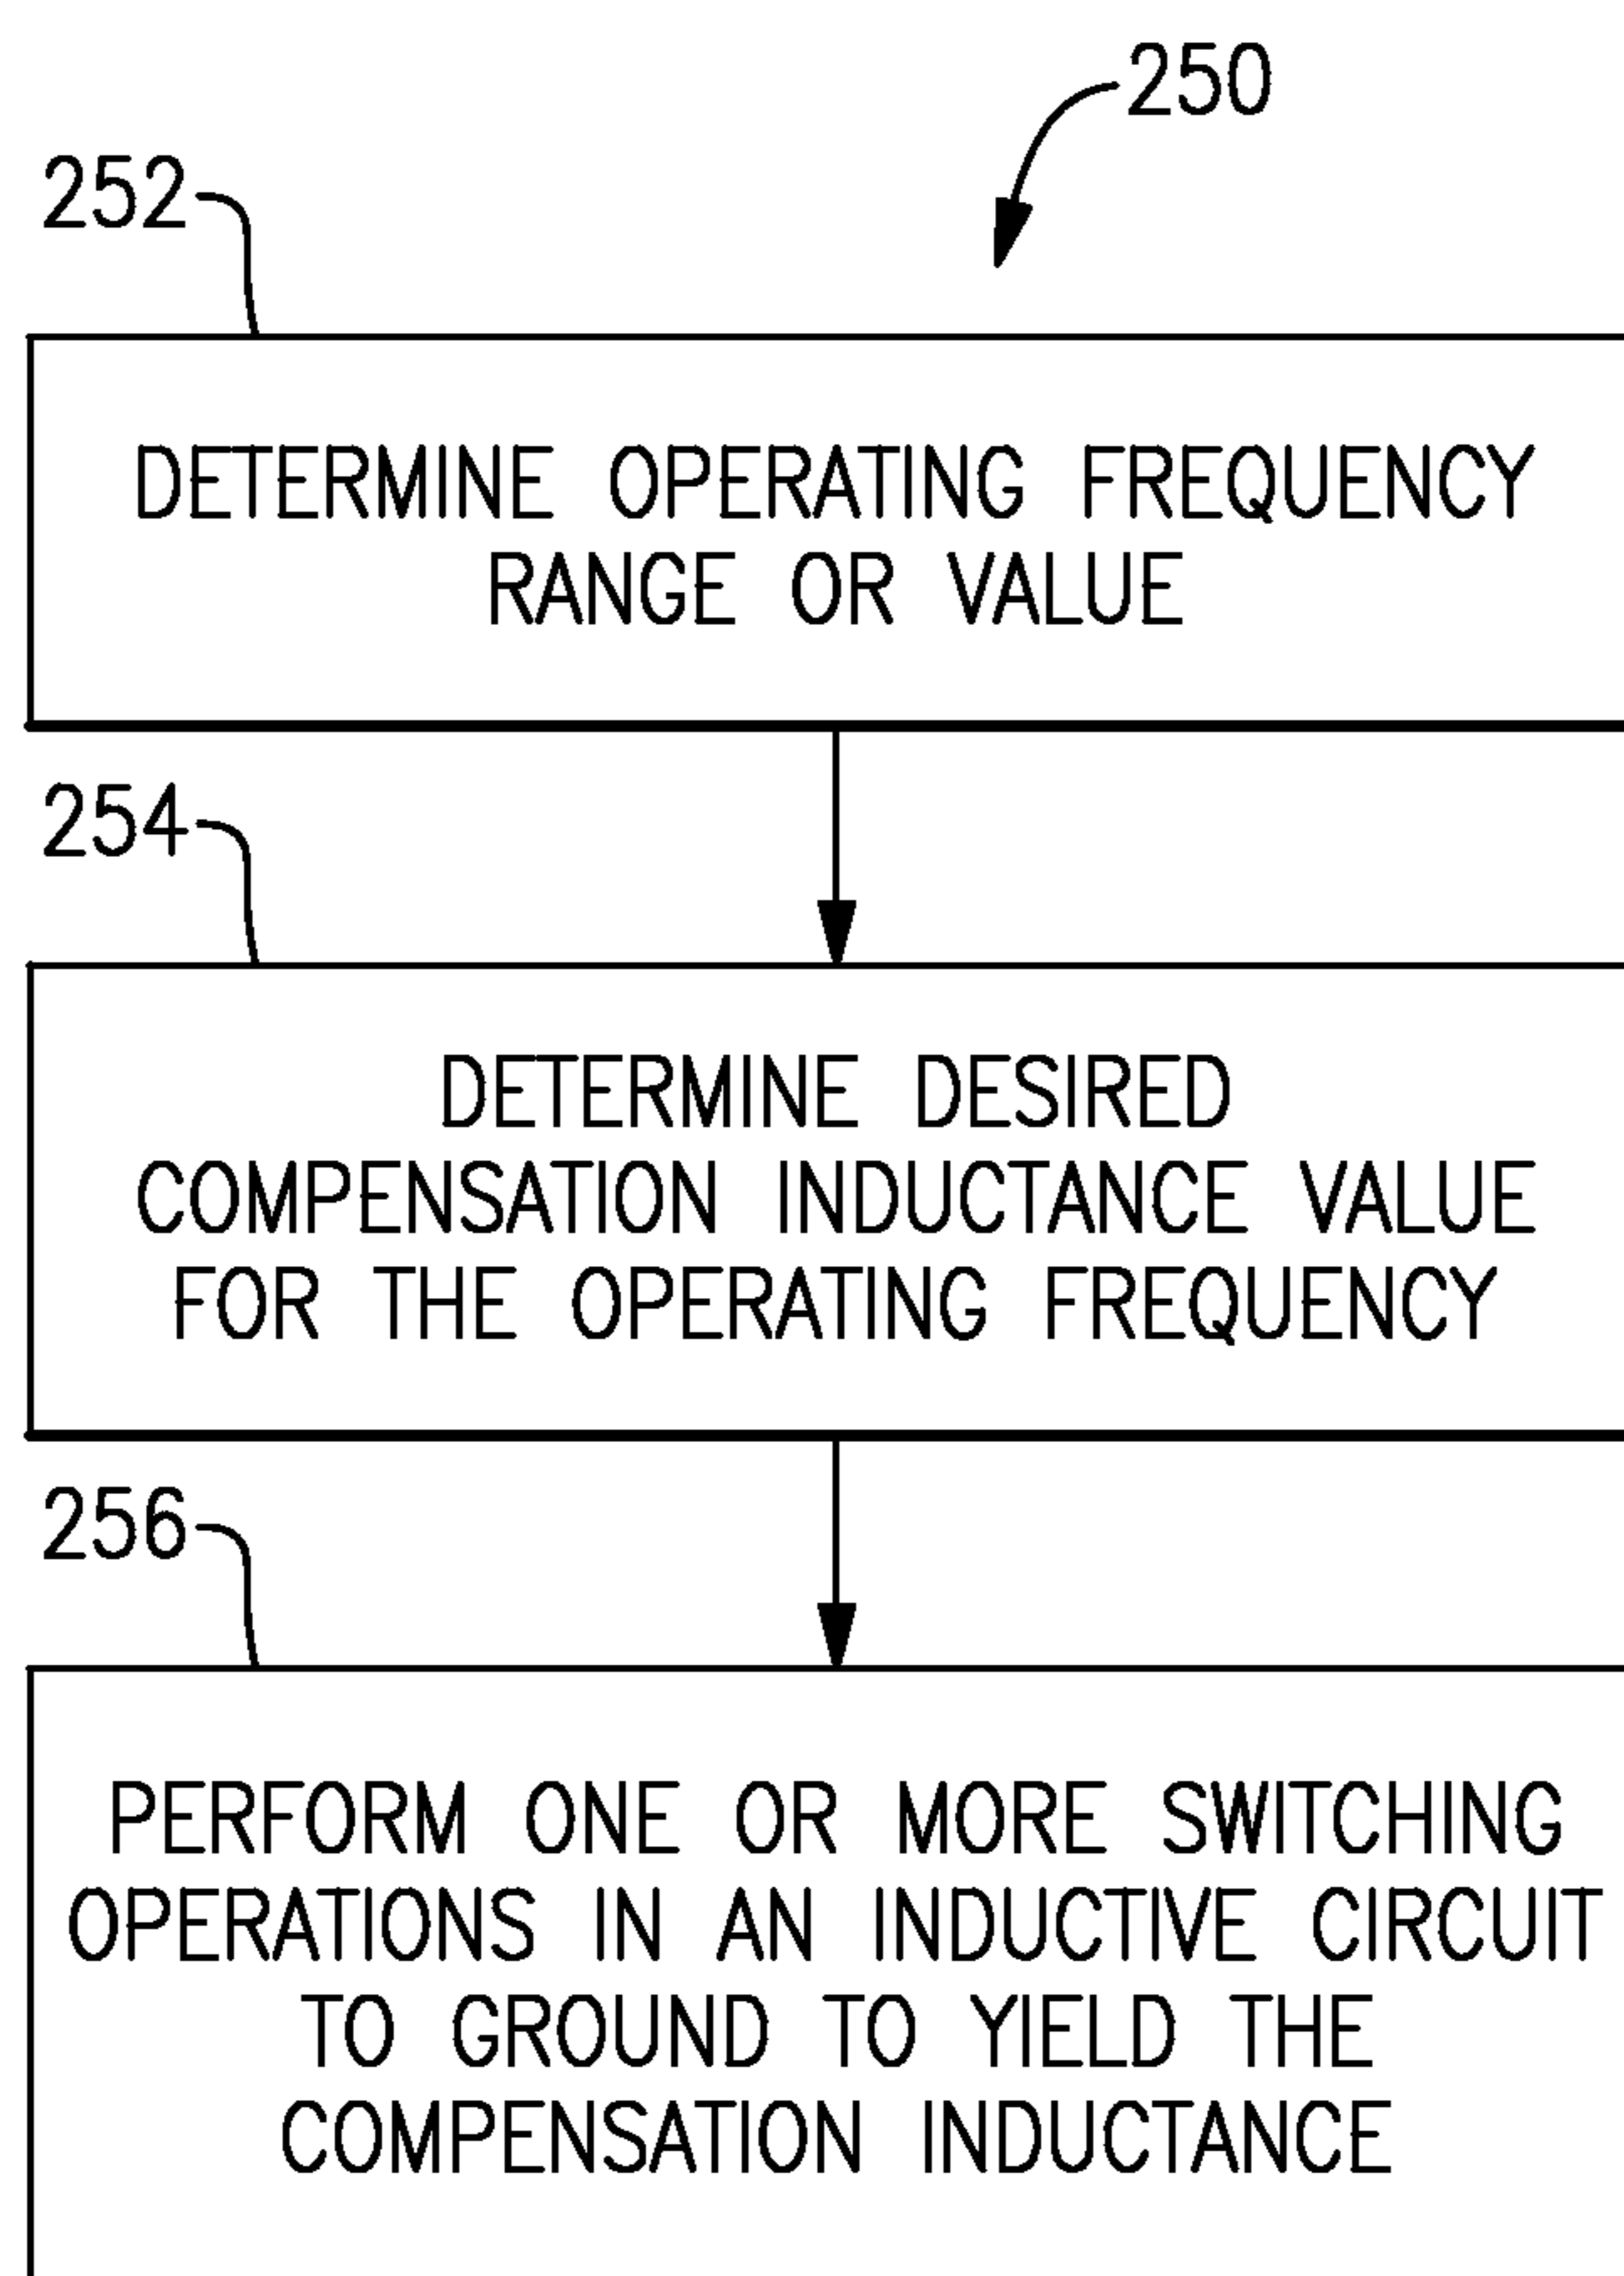 250
252
DETERMINE OPERATING FREQUENCY
RANGE OR VALUE
254
DETERMINE DESIRED
COMPENSATION INDUCTANCE VALUE
FOR THE OPERATING FREQUENCY
256
PERFORM ONE OR MORE SWITCHING
OPERATIONS IN AN INDUCTIVE CIRCUIT
TO GROUND TO YIELD THE
COMPENSATION INDUCTANCE